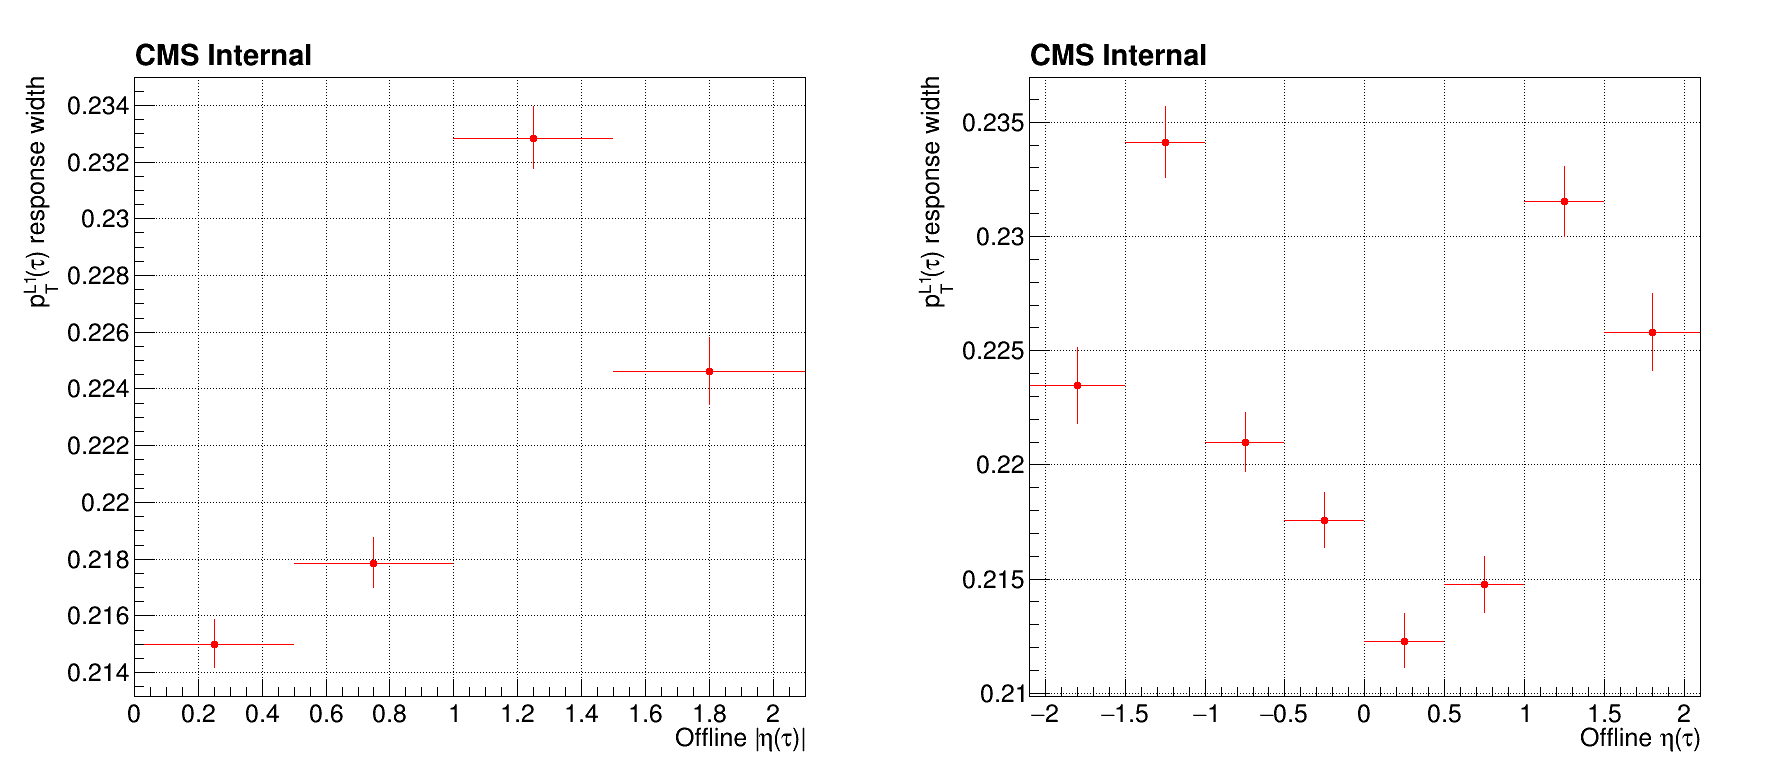 CMS Internal
p_T^L1(τ) response width
0.234
0.232
0.23
0.228
0.226
0.224
0.222
0.22
0.218
0.216
0.214
0 0.2 0.4 0.6 0.8 1 1.2 1.4 1.6 1.8 2
Offline |η(τ)|
CMS Internal
p_T^L1(τ) response width
0.235
0.23
0.225
0.22
0.215
0.21
−2 −1.5 −1 −0.5 0 0.5 1 1.5 2
Offline η(τ)